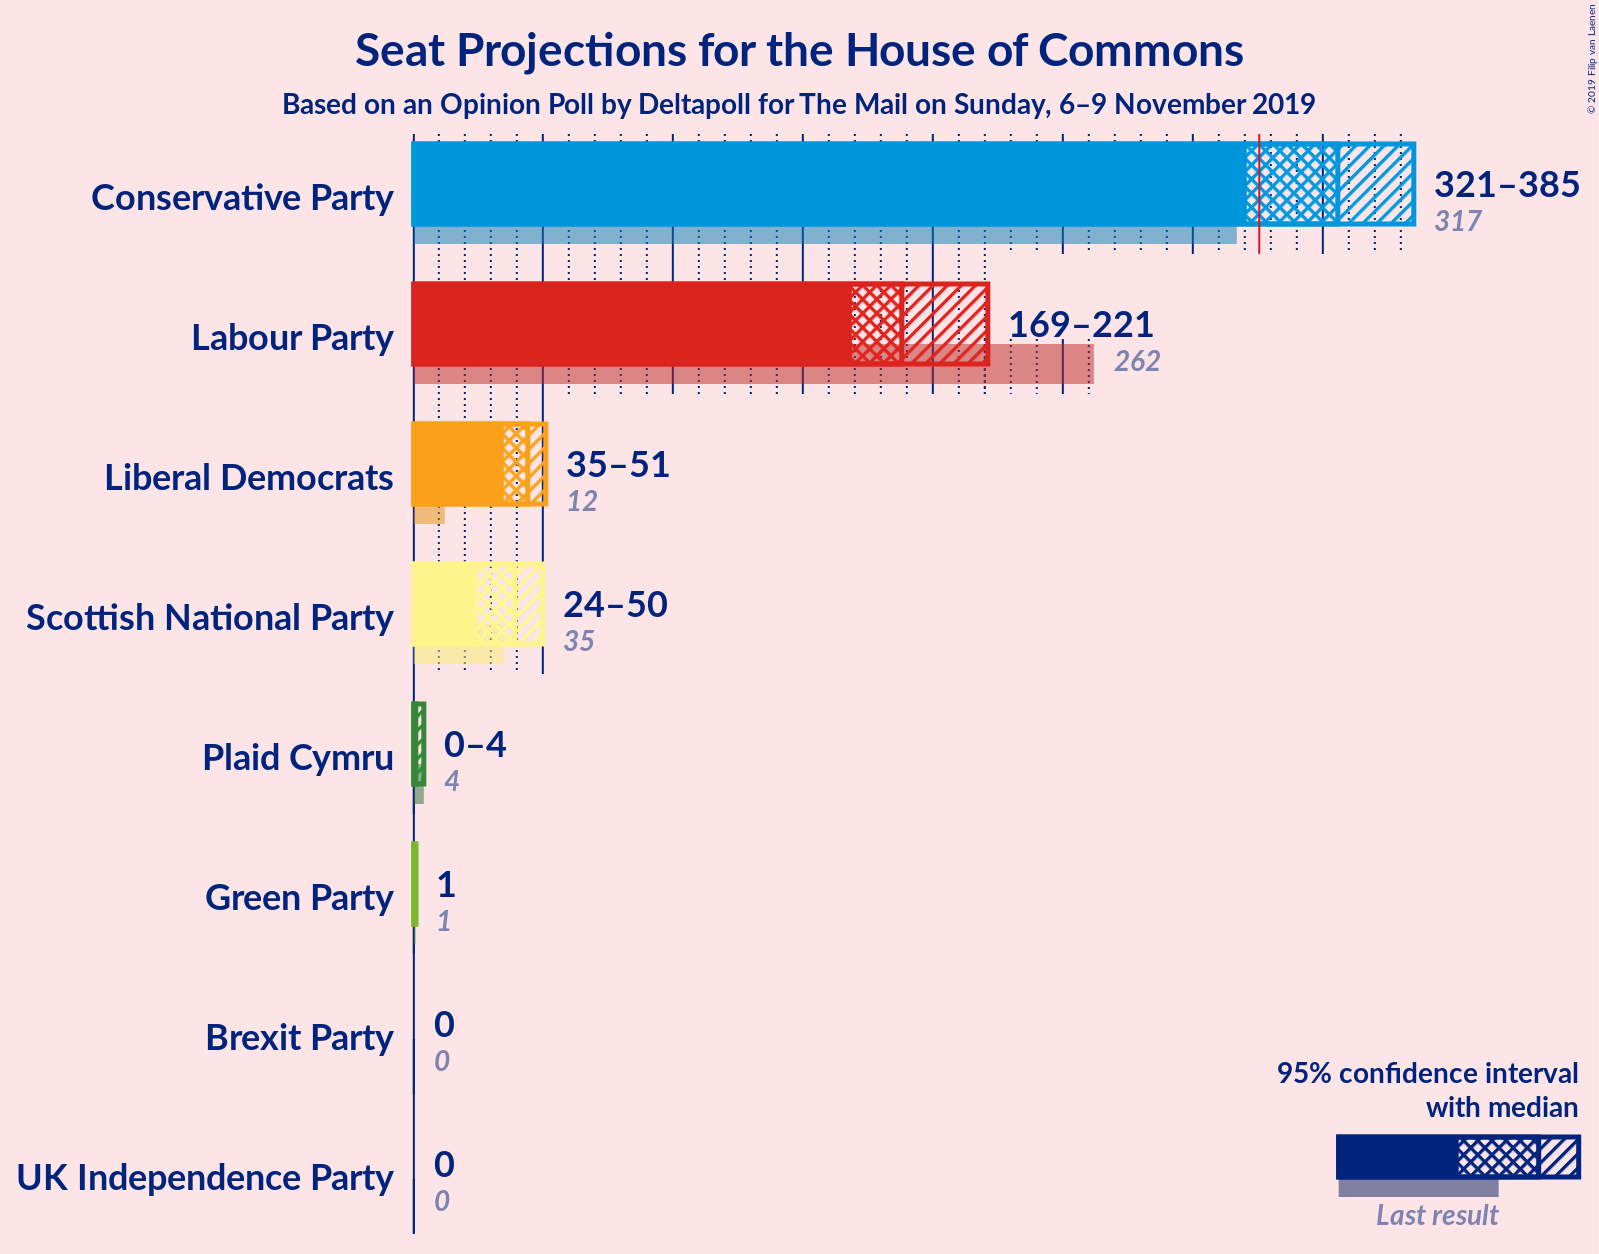 Seat Projections for the House of Commons
Based on an Opinion Poll by Deltapoll for The Mail on Sunday, 6–9 November 2019
© 2019 Filip van Laenen
Conservative Party
321–385
317
Labour Party
169–221
262
Liberal Democrats
35–51
12
Scottish National Party
24–50
35
Plaid Cymru
0–4
4
Green Party
1
1
Brexit Party
0
0
UK Independence Party
0
0
95% confidence interval
with median
Last result